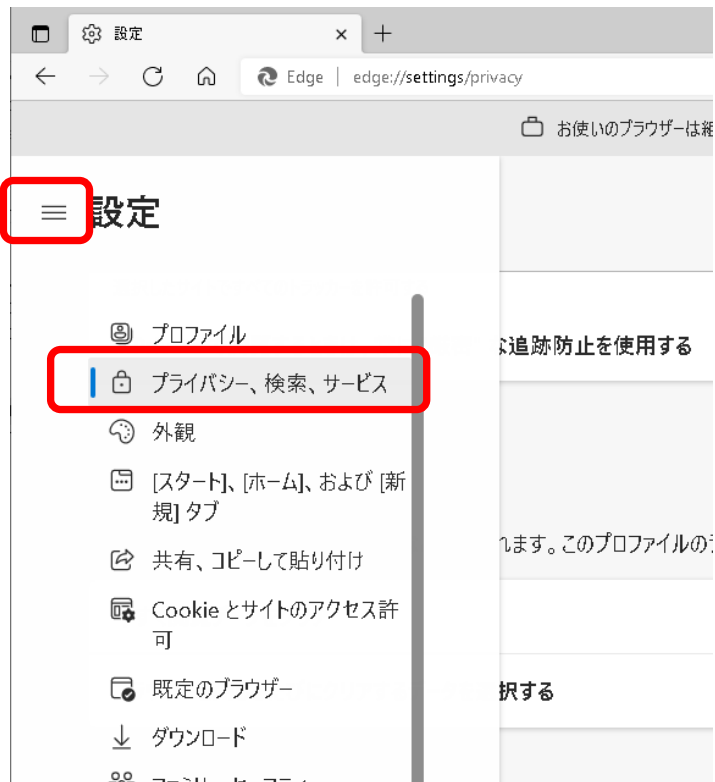 設定
Edge | edge://settings/privacy
お使いのブラウザーは
設定
プロファイル
な追跡防止を使用する
プライバシー、検索、サービス
外観
[スタート]、[ホーム]、および [新
規] タブ
れます。このプロファイルの
共有、コピーして貼り付け
Cookie とサイトのアクセス許
可
既定のブラウザー
択する
ダウンロード